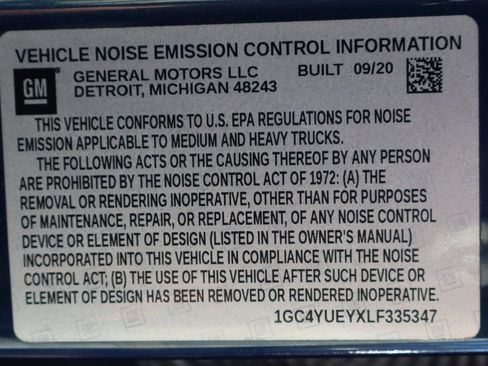 VEHICLE NOISE EMISSION CONTROL INFORMATION
GM GENERAL MOTORS LLC BUILT 09/20
DETROIT, MICHIGAN 48243
THIS VEHICLE CONFORMS TO U.S. EPA REGULATIONS FOR NOISE
EMISSION APPLICABLE TO MEDIUM AND HEAVY TRUCKS.
THE FOLLOWING ACTS OR THE CAUSING THEREOF BY ANY PERSON
ARE PROHIBITED BY THE NOISE CONTROL ACT OF 1972: (A) THE
REMOVAL OR RENDERING INOPERATIVE, OTHER THAN FOR PURPOSES
OF MAINTENANCE, REPAIR, OR REPLACEMENT, OF ANY NOISE CONTROL
DEVICE OR ELEMENT OF DESIGN (LISTED IN THE OWNER'S MANUAL)
INCORPORATED INTO THIS VEHICLE IN COMPLIANCE WITH THE NOISE
CONTROL ACT; (B) THE USE OF THIS VEHICLE AFTER SUCH DEVICE OR
ELEMENT OF DESIGN HAS BEEN REMOVED OR RENDERED INOPERATIVE.
1GC4YUEYXLF335347